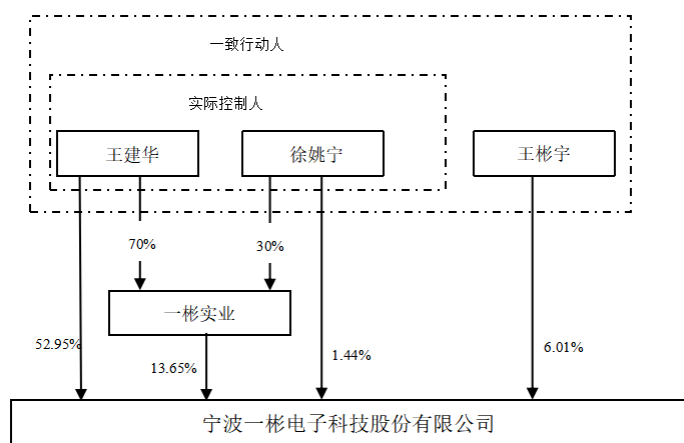 一致行动人
实际控制人
王建华
徐姚宁
王彬宇
70%
30%
一彬实业
52.95%
13.65%
1.44%
6.01%
宁波一彬电子科技股份有限公司